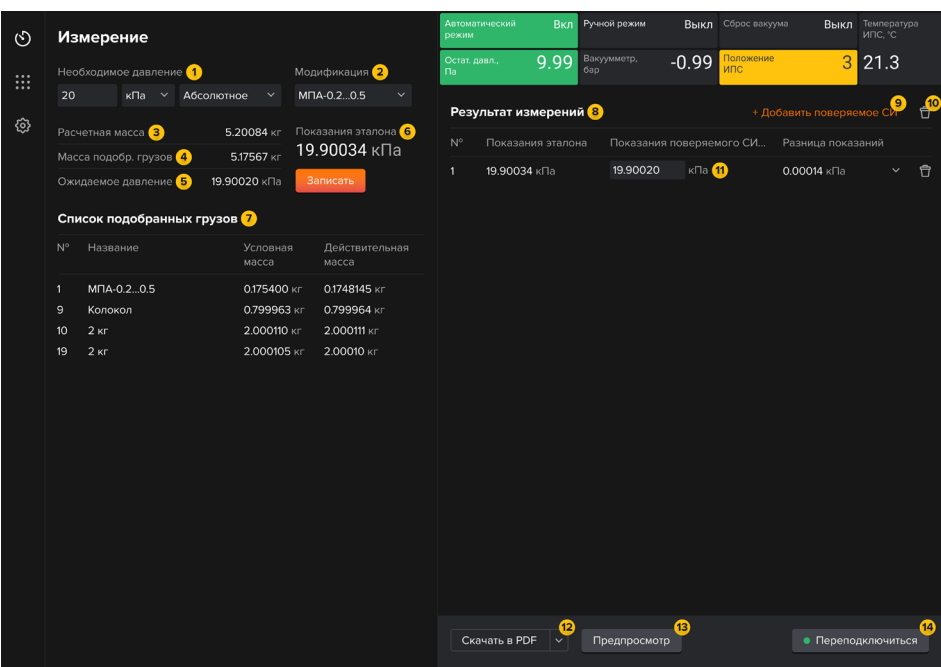 Измерение
Необходимое давление 1
Модификация 2
20 кПа Абсолютное
МПА-0.2...0.5
Расчетная масса 3 5.20084 кг
Масса подобр. грузов 4 5.17567 кг
Ожидаемое давление 5 19.90020 кПа
Показания эталона 6
19.90034 кПа
Записать
Список подобранных грузов 7
№ Название Условная масса Действительная масса
1 МПА-0.2...0.5 0.175400 кг 0.1748145 кг
9 Колокол 0.799963 кг 0.799964 кг
10 2 кг 2.000110 кг 2.000111 кг
19 2 кг 2.000105 кг 2.00010 кг
Автоматический режим Вкл
Ручной режим Выкл
Сброс вакуума Выкл
Температура ИПС, °С
21.3
Остат. давл., Па 9.99
Вакуумметр, бар -0.99
Положение ИПС 3
Результат измерений 8
+ Добавить поверяемое СИ 9
10
№ Показания эталона Показания поверяемого СИ... Разница показаний
1 19.90034 кПа 19.90020 кПа 11 0.00014 кПа
Скачать в PDF 12
Предпросмотр 13
Переподключиться 14